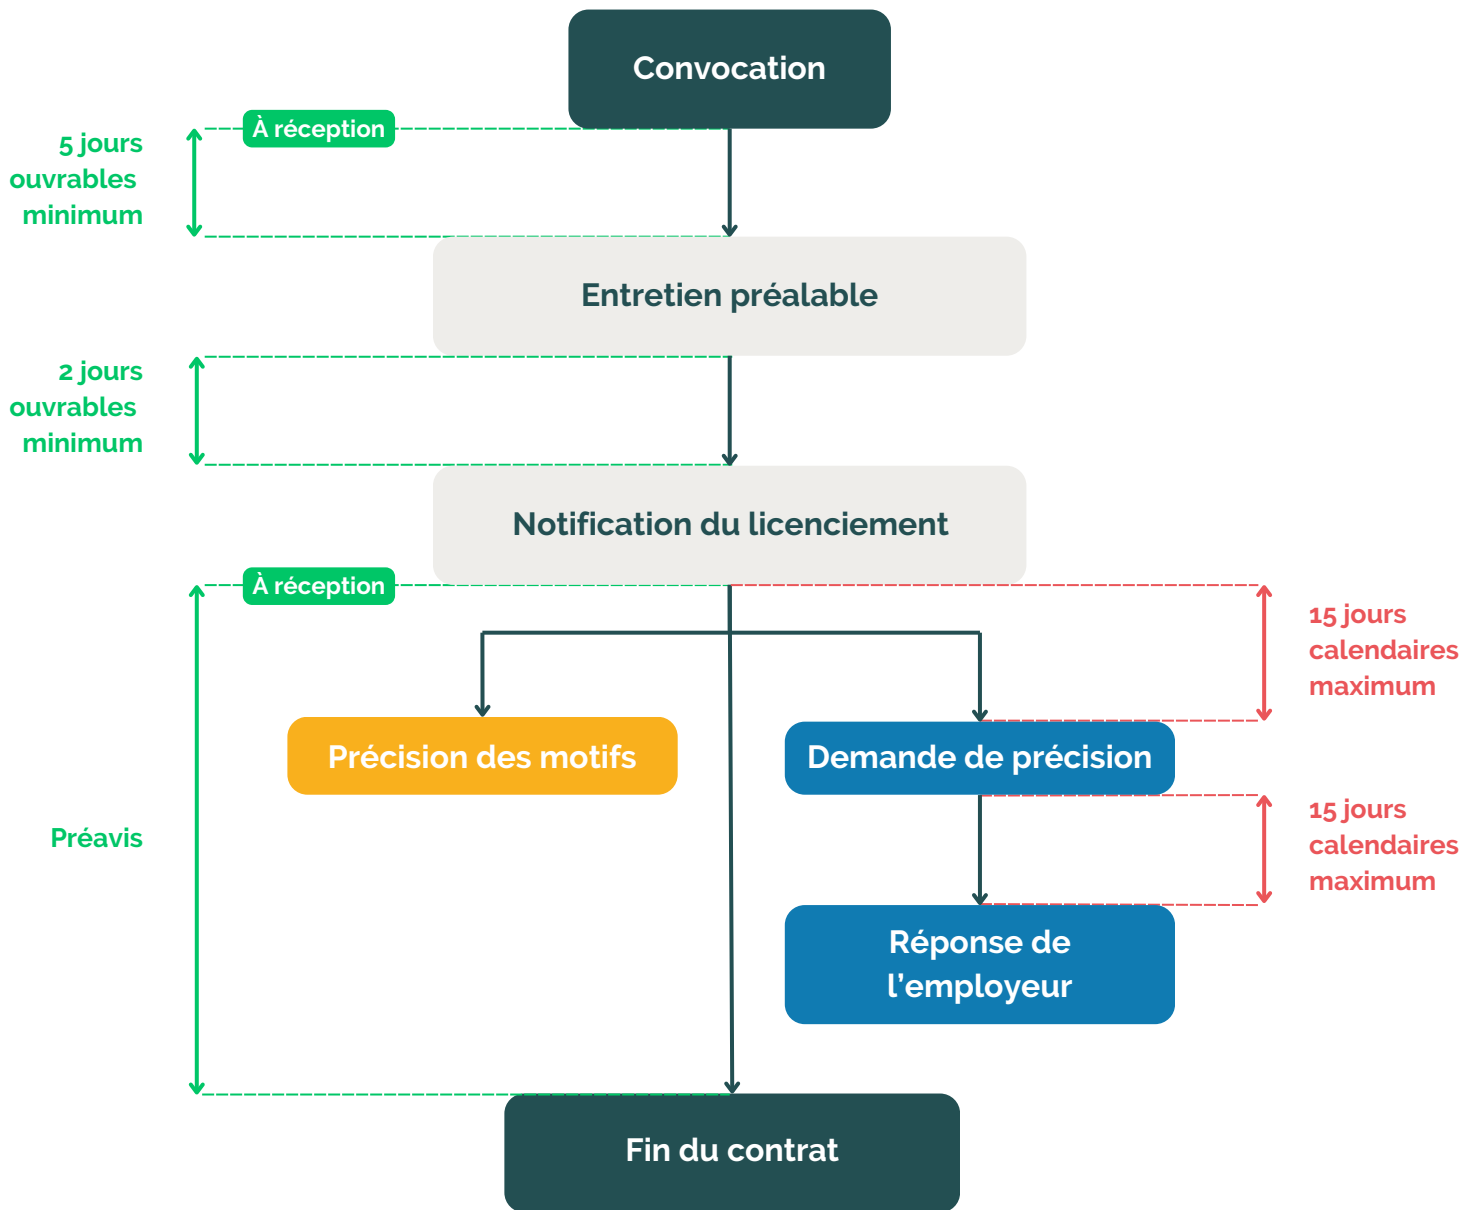 Convocation
À réception
5 jours
ouvrables
minimum
Entretien préalable
2 jours
ouvrables
minimum
Notification du licenciement
À réception
15 jours
calendaires
maximum
Précision des motifs
Demande de précision
Préavis
15 jours
calendaires
maximum
Réponse de
l’employeur
Fin du contrat